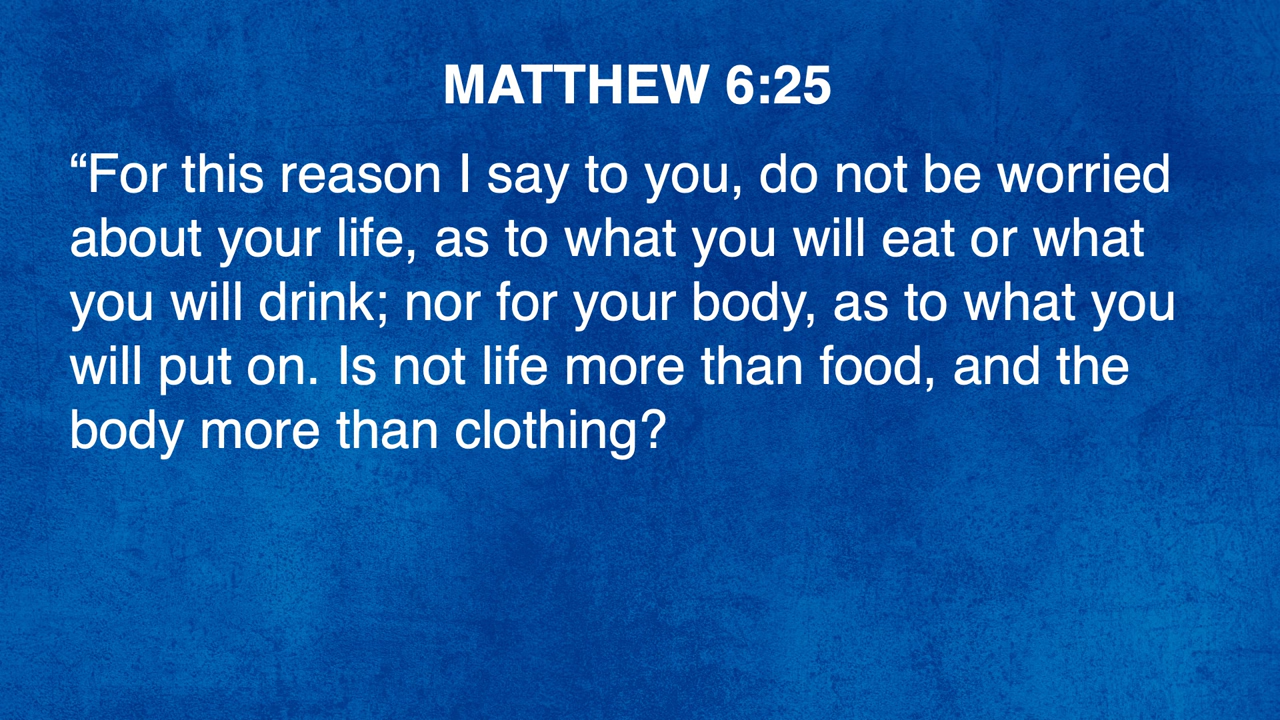 MATTHEW 6:25
“For this reason I say to you, do not be worried
about your life, as to what you will eat or what
you will drink; nor for your body, as to what you
will put on. Is not life more than food, and the
body more than clothing?